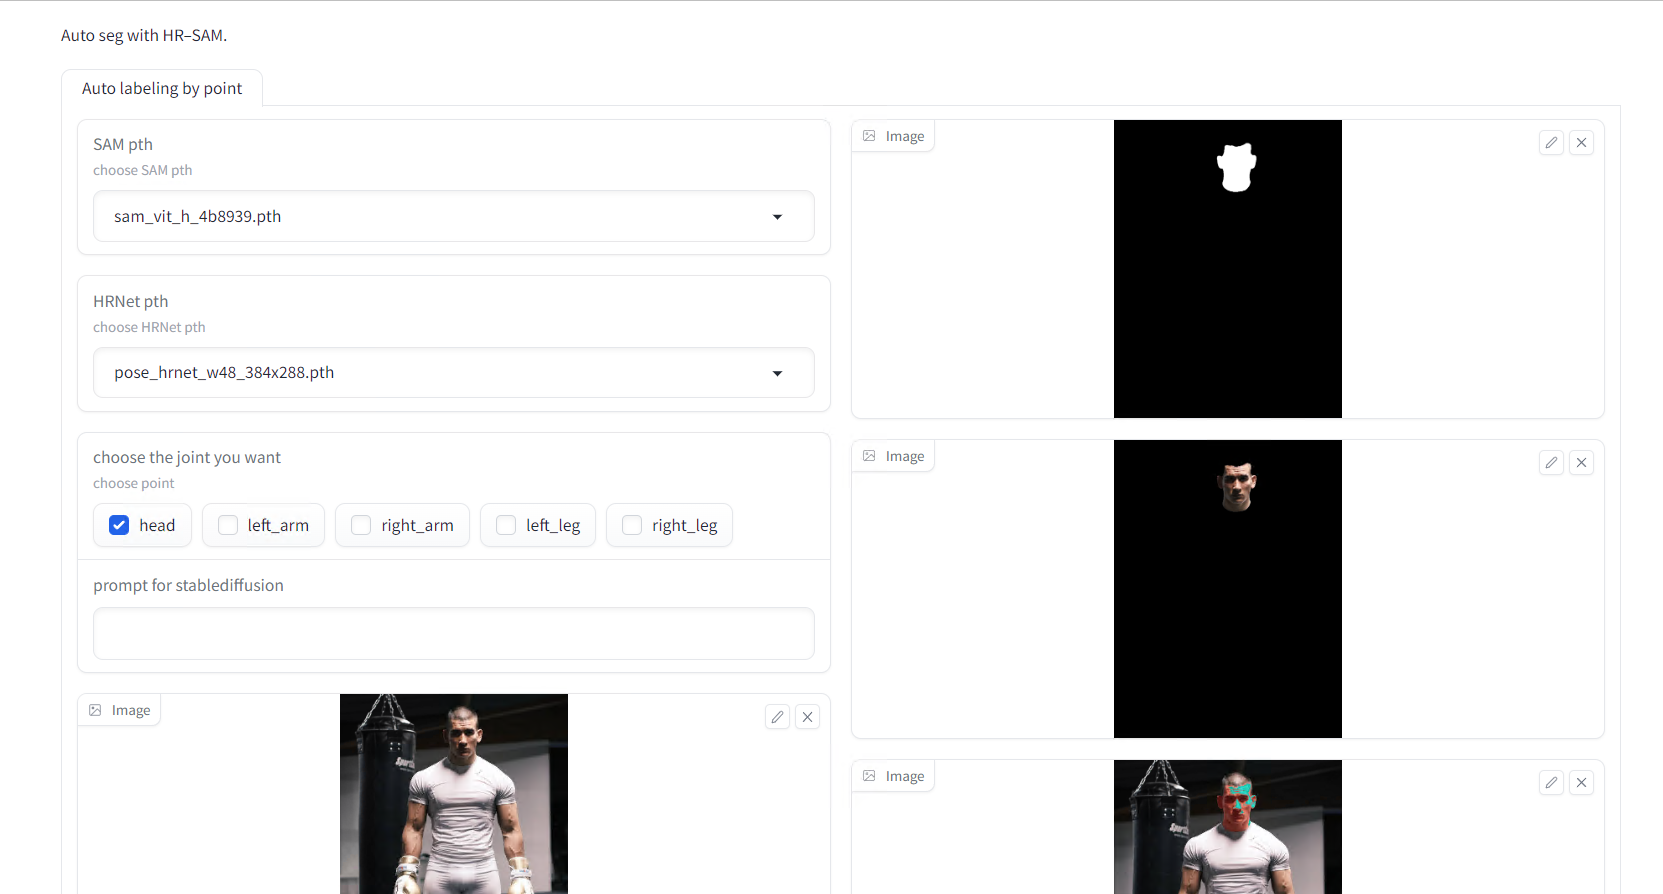 Auto seg with HR–SAM.
Auto labeling by point
SAM pth
choose SAM pth
sam_vit_h_4b8939.pth
HRNet pth
choose HRNet pth
pose_hrnet_w48_384x288.pth
choose the joint you want
choose point
head left_arm right_arm left_leg right_leg
prompt for stablediffusion
Image
Image
Image
Image